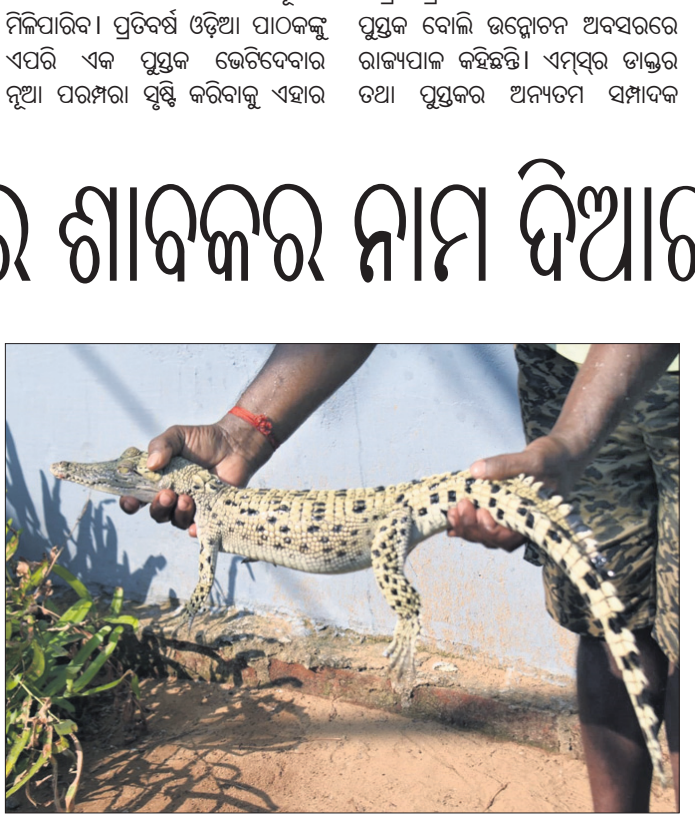 ମିଳିପାରିବ। ପ୍ରତିବର୍ଷ ଓଡ଼ିଆ ପାଠକଙ୍କୁ
ଏପରି ଏକ ପୁସ୍ତକ ଭେଟିଦେବାର
ନୂଆ ପରମ୍ପରା ସୃଷ୍ଟି କରିବାକୁ ଏହାର
ପୁସ୍ତକ ବୋଲି ଉନ୍ମୋଚନ ଅବସରରେ
ରାଜ୍ୟପାଳ କହିଛନ୍ତି। ଏମ୍‌ସ୍‌ର ଡାକ୍ତର
ତଥା ପୁସ୍ତକର ଅନ୍ୟତମ ସମ୍ପାଦକ
ଶାବକର ନାମ ଦିଆ